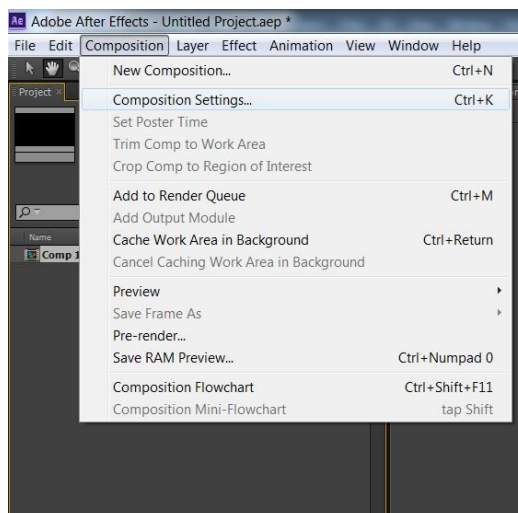 Ae Adobe After Effects - Untitled Project.aep *
File Edit Composition Layer Effect Animation View Window Help
Project ×
New Composition... Ctrl+N
Composition Settings... Ctrl+K
Set Poster Time
Trim Comp to Work Area
Crop Comp to Region of Interest
Add to Render Queue Ctrl+M
Add Output Module
Name
Cache Work Area in Background Ctrl+Return
Comp 1
Cancel Caching Work Area in Background
Preview
Save Frame As
Pre-render...
Save RAM Preview... Ctrl+Numpad 0
Composition Flowchart Ctrl+Shift+F11
Composition Mini-Flowchart tap Shift